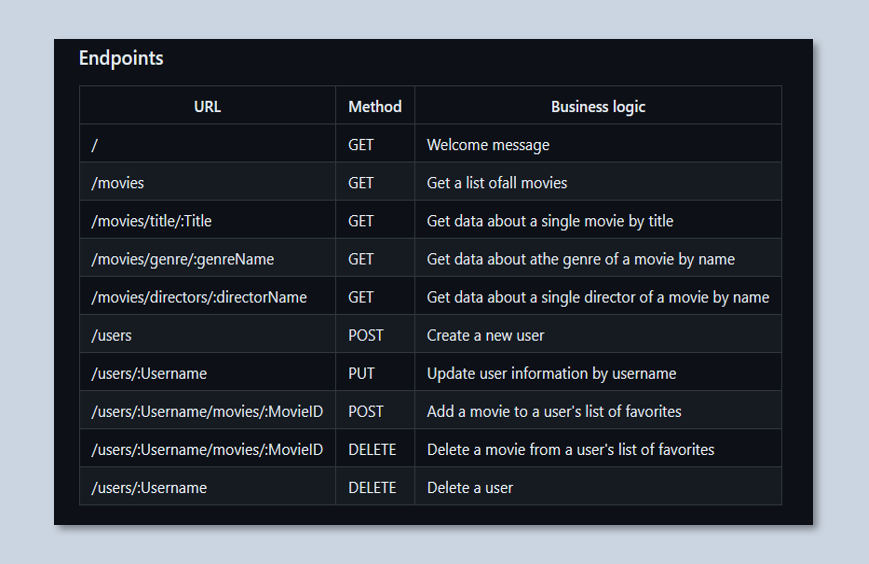 Endpoints
URL Method Business logic
/ GET Welcome message
/movies GET Get a list ofall movies
/movies/title/:Title GET Get data about a single movie by title
/movies/genre/:genreName GET Get data about athe genre of a movie by name
/movies/directors/:directorName GET Get data about a single director of a movie by name
/users POST Create a new user
/users/:Username PUT Update user information by username
/users/:Username/movies/:MovieID POST Add a movie to a user's list of favorites
/users/:Username/movies/:MovieID DELETE Delete a movie from a user's list of favorites
/users/:Username DELETE Delete a user